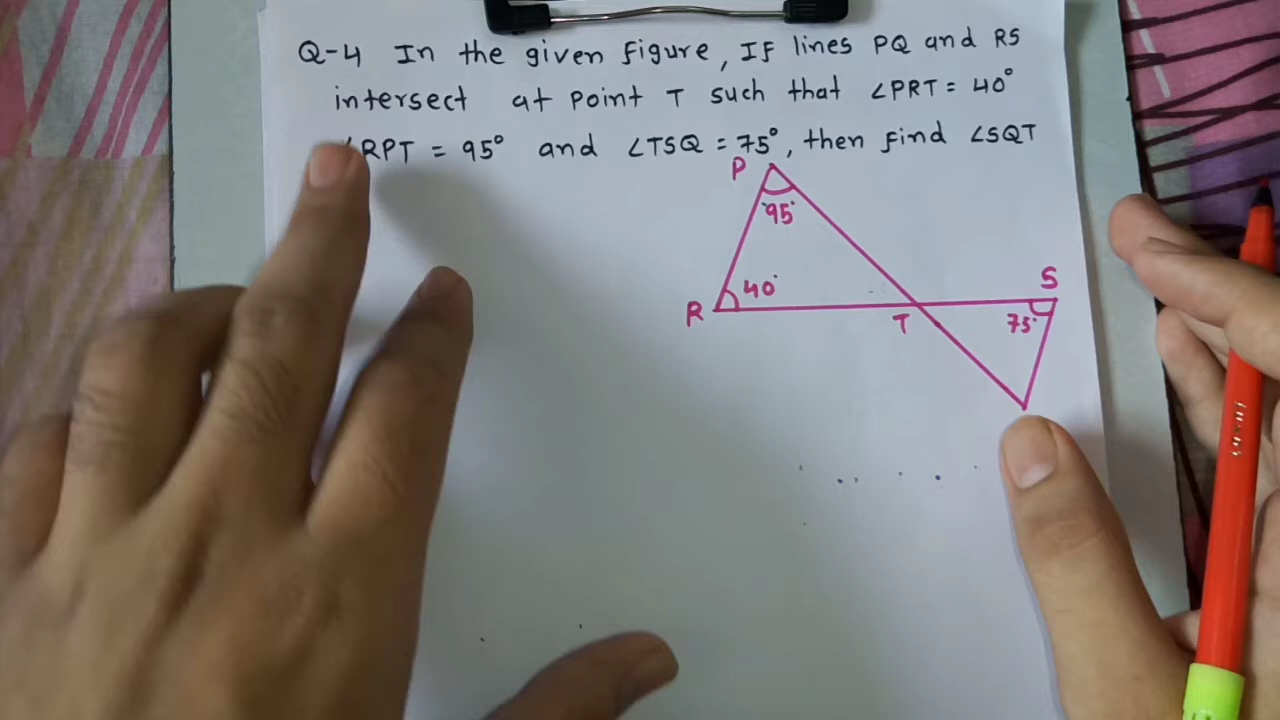 Q-4 In the given figure, If lines PQ and RS
intersect at point T such that ∠PRT = 40°
∠RPT = 95° and ∠TSQ = 75°, then find ∠SQT
P
95°
R
40°
T
S
75°